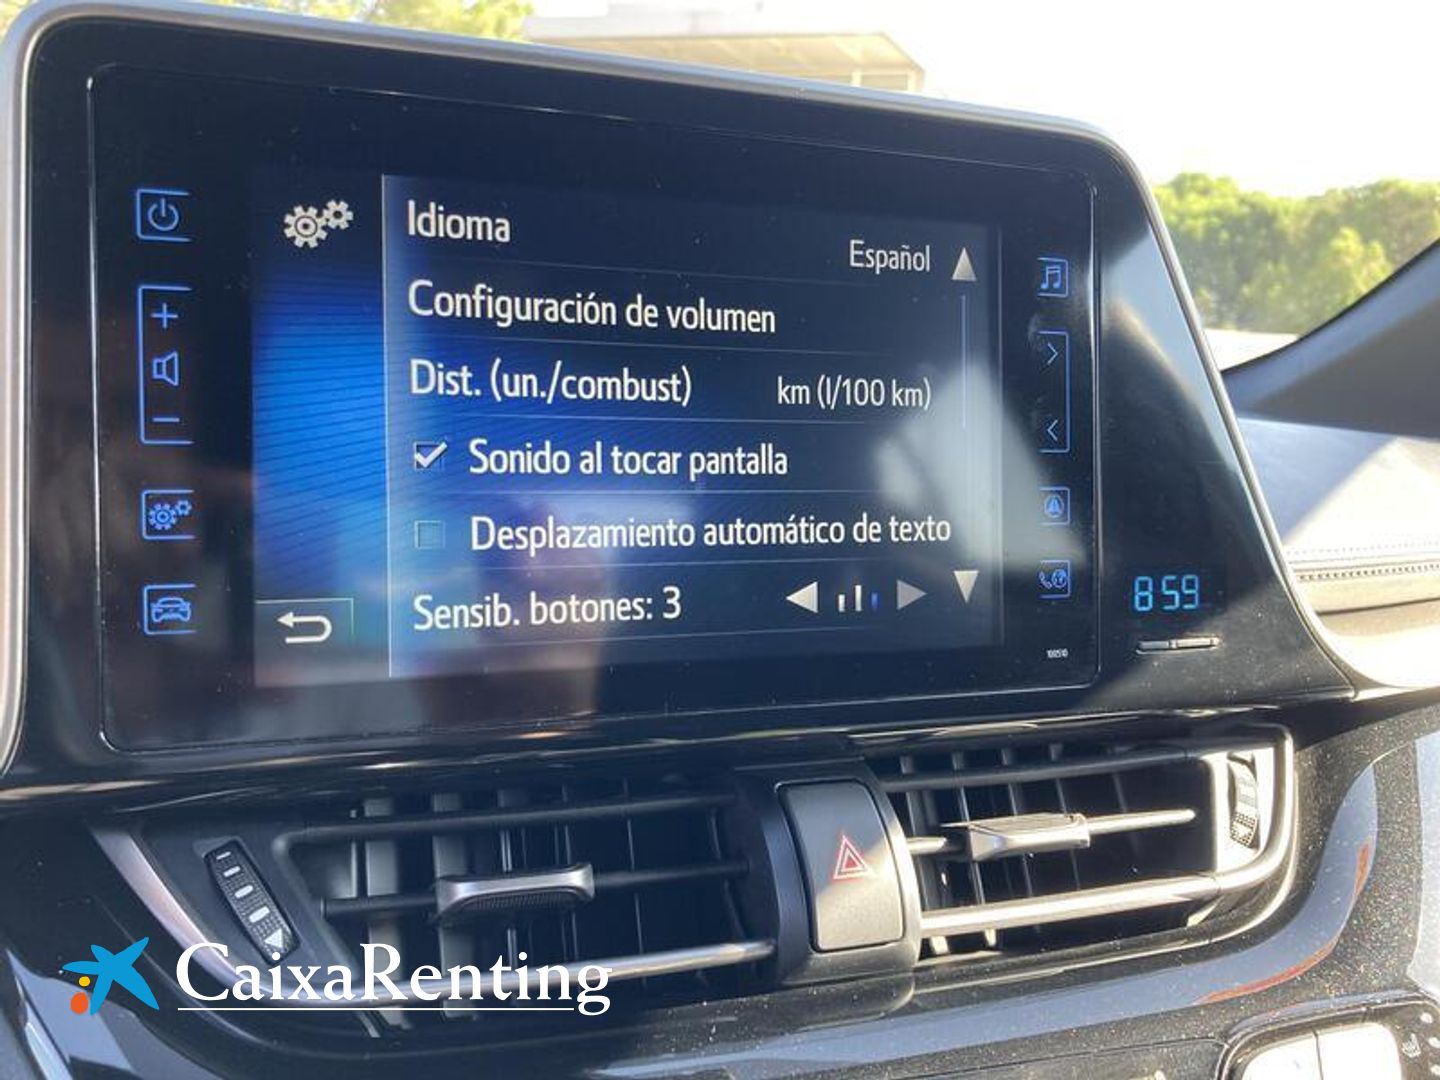 Idioma
Español
Configuración de volumen
Dist. (un./combust)
km (l/100 km)
Sonido al tocar pantalla
Desplazamiento automático de texto
Sensib. botones: 3
8:59
100510
CaixaRenting